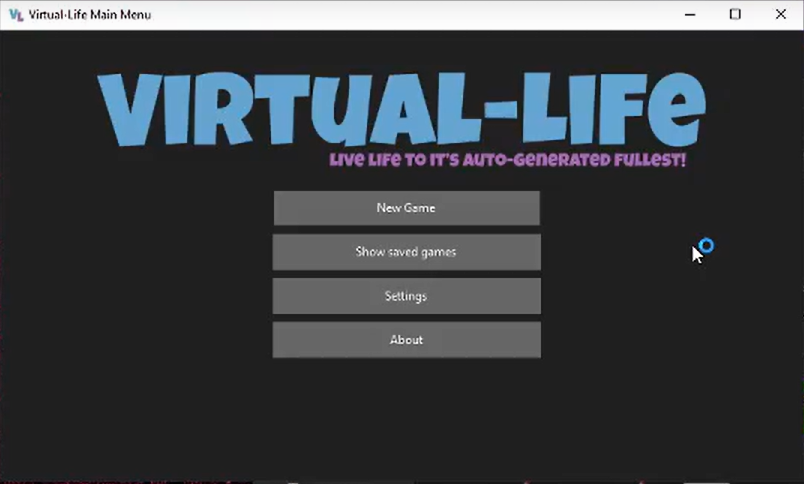 VL Virtual-Life Main Menu
VIRTUAL-LIFE
LIVE LIFE TO IT'S AUTO-GENERATED FULLEST!
New Game
Show saved games
Settings
About